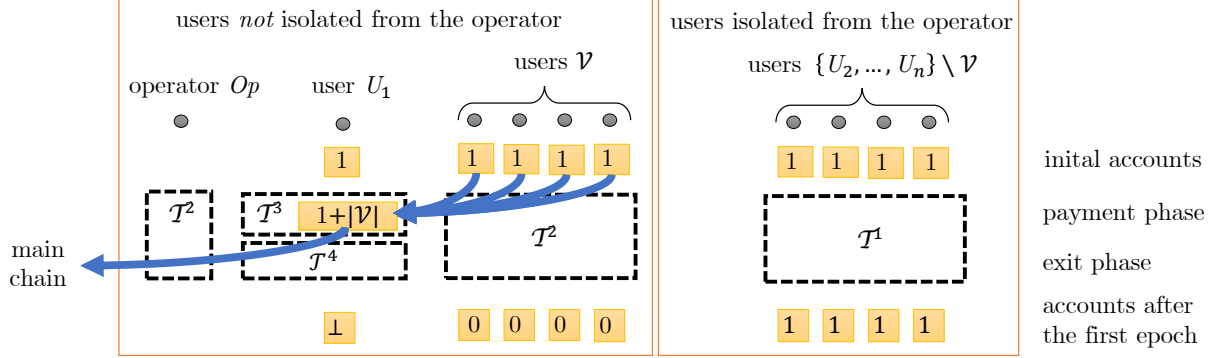 users not isolated from the operator
users isolated from the operator
users 𝒱
users {U₂, …, Uₙ} \ 𝒱
operator Op
user U₁
1
1 1 1 1
1 1 1 1
inital accounts
𝒯²
𝒯³
1+|𝒱|
𝒯²
𝒯¹
payment phase
main
chain
𝒯⁴
exit phase
⊥
0 0 0 0
1 1 1 1
accounts after
the first epoch